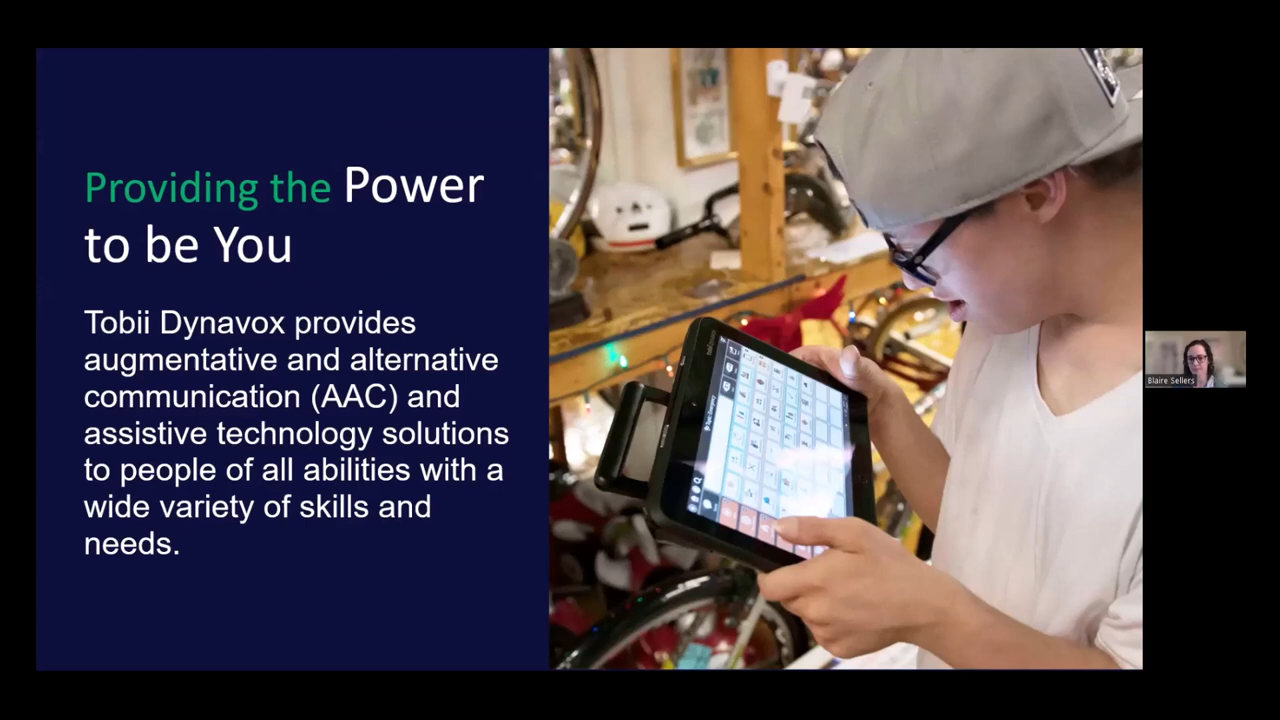 Providing the Power
to be You
Tobii Dynavox provides
augmentative and alternative
communication (AAC) and
assistive technology solutions
to people of all abilities with a
wide variety of skills and
needs.
Blaire Sellers